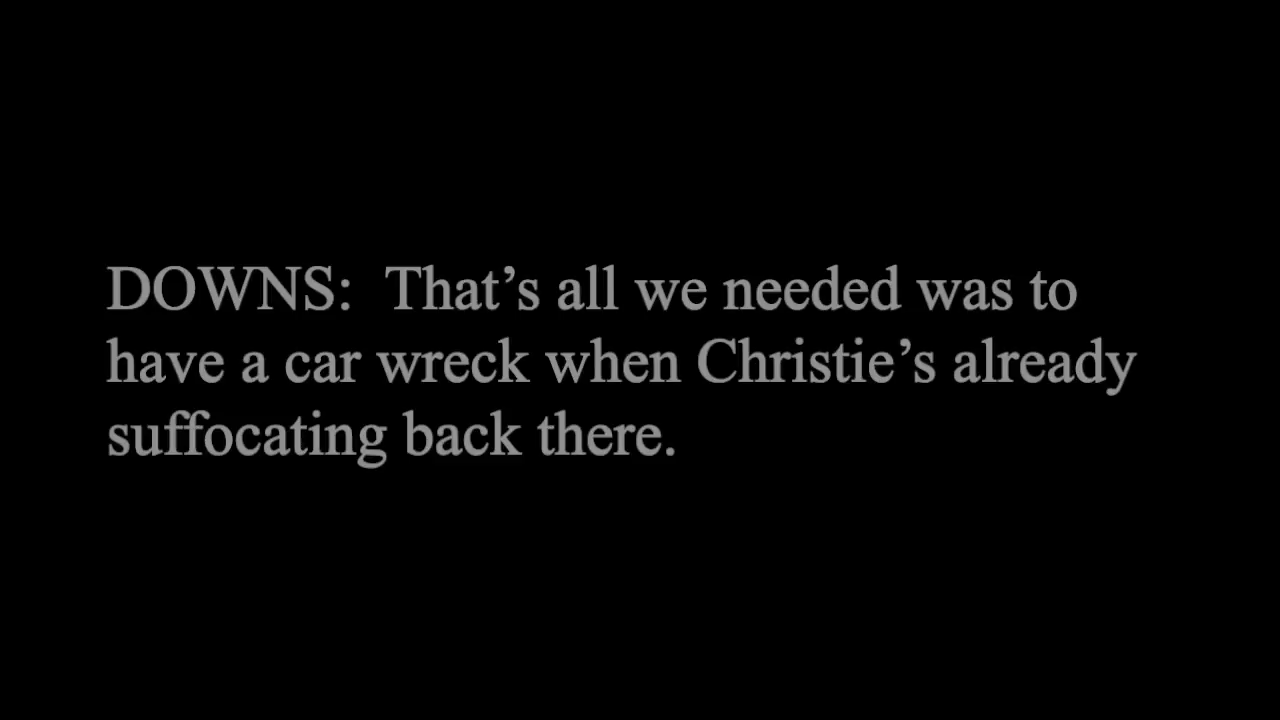 DOWNS:  That’s all we needed was to
have a car wreck when Christie’s already
suffocating back there.